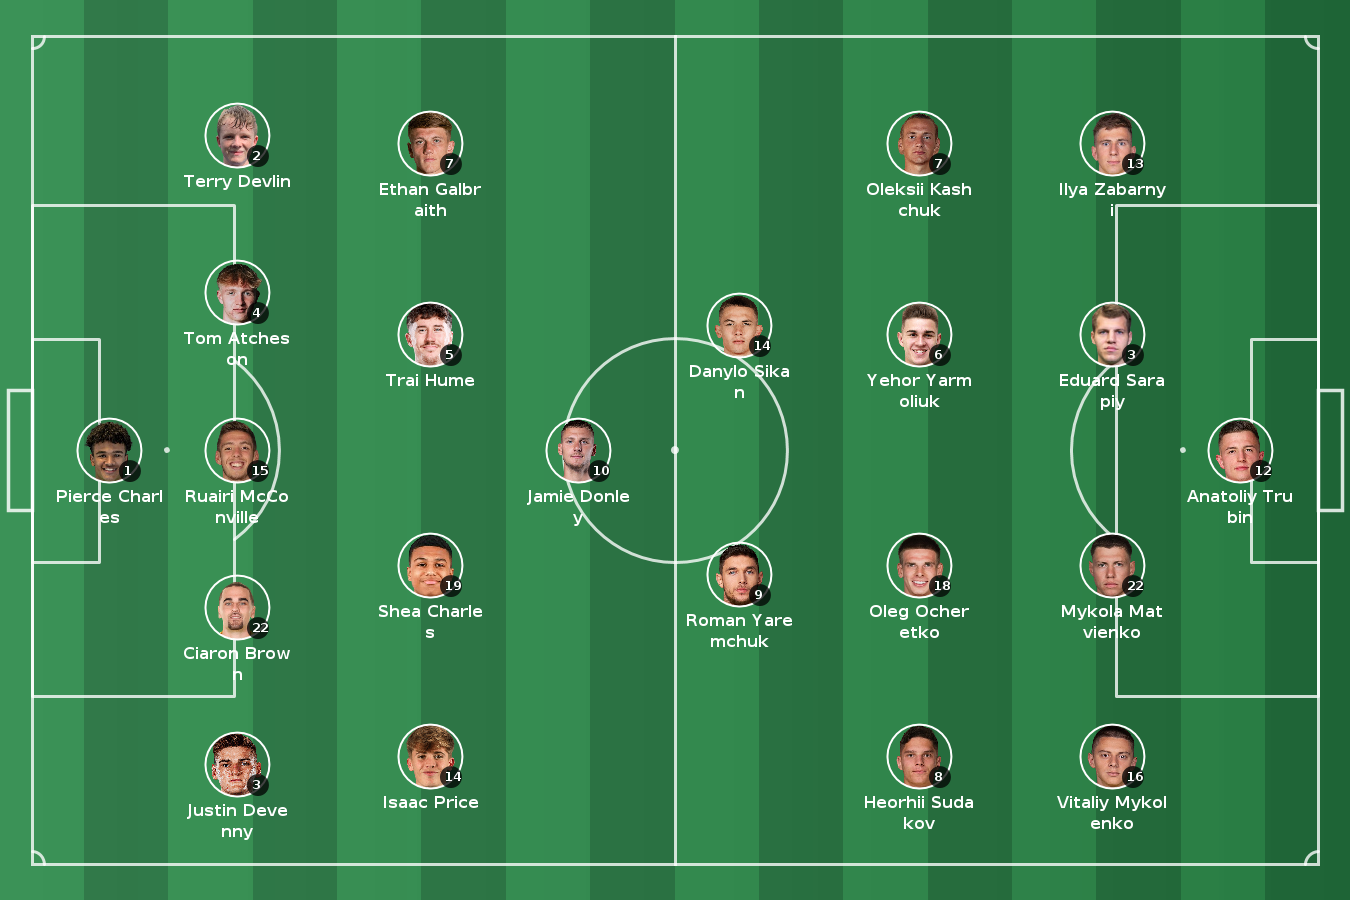 2
Terry Devlin
7
Ethan Galbr
aith
7
Oleksii Kash
chuk
13
Ilya Zabarny
i
4
Tom Atches
on
5
Trai Hume
14
Danylo Sika
n
6
Yehor Yarm
oliuk
3
Eduard Sara
piy
1
Pierce Charl
es
15
Ruairi McCo
nville
10
Jamie Donle
y
12
Anatoliy Tru
bin
22
Ciaron Brow
n
19
Shea Charle
s
9
Roman Yare
mchuk
18
Oleg Ocher
etko
22
Mykola Mat
vienko
3
Justin Deve
nny
14
Isaac Price
8
Heorhii Suda
kov
16
Vitaliy Mykol
enko